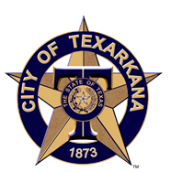 CITY OF TEXARKANA
T
THE STATE OF TEXAS
1873
TM